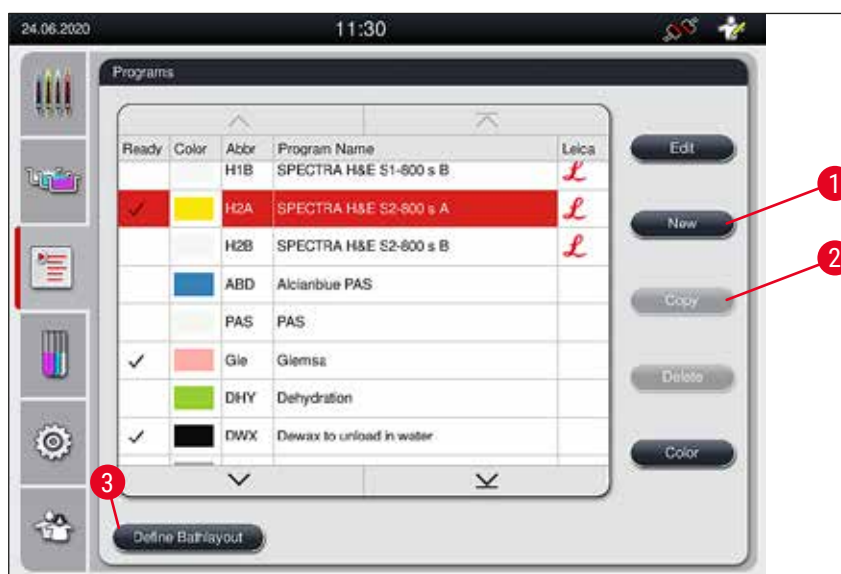 24.06.2020 11:30
Programs
Ready Color Abbr Program Name Leica
H1B SPECTRA H&E S1-800 s B L
H2A SPECTRA H&E S2-800 s A L
H2B SPECTRA H&E S2-800 s B L
ABD Alcianblue PAS
PAS PAS
Gie Giemsa
DHY Dehydration
DWX Dewax to unload in water
Edit
New
Copy
Delete
Color
Define Bathlayout
1
2
3